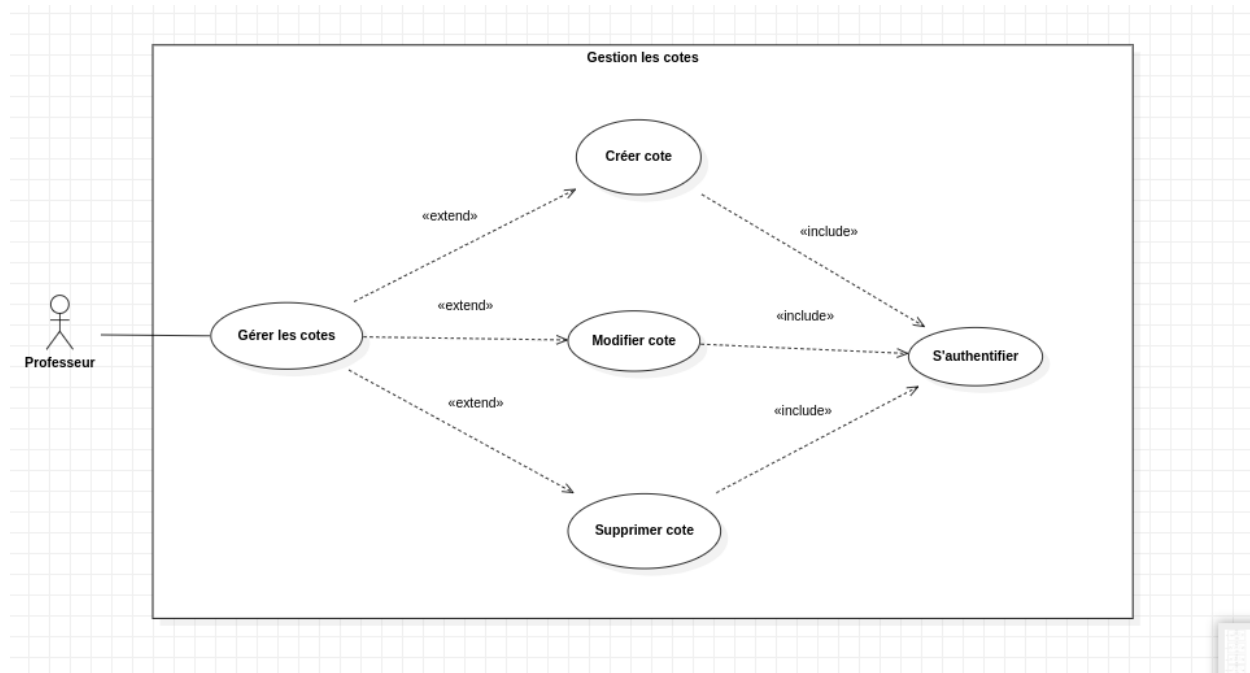 Gestion les cotes
Créer cote
«extend»
«include»
«extend»
«include»
Gérer les cotes
Modifier cote
S'authentifier
Professeur
«extend»
«include»
Supprimer cote